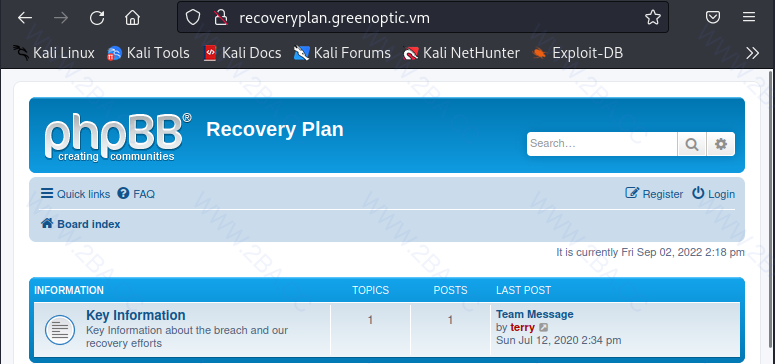 recoveryplan.greenoptic.vm
Kali Linux Kali Tools Kali Docs Kali Forums Kali NetHunter Exploit-DB
phpBB® Recovery Plan
creating communities
Search…
Quick links FAQ Register Login
Board index
It is currently Fri Sep 02, 2022 2:18 pm
INFORMATION TOPICS POSTS LAST POST
Key Information 1 1 Team Message
Key Information about the breach and our by terry
recovery efforts Sun Jul 12, 2020 2:34 pm